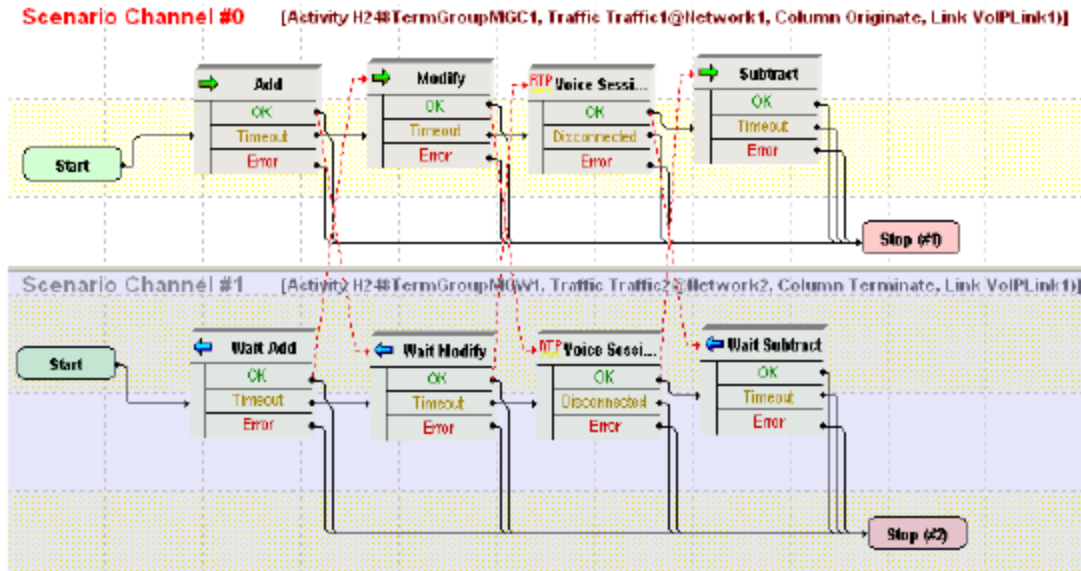 Scenario Channel #0 [Activity H248TermGroupMGC1, Traffic Traffic1@Network1, Column Originate, Link VoIPLink1)]
Add
OK
Timeout
Error
Modify
OK
Timeout
Error
RTP Voice Sessi...
OK
Disconnected
Error
Subtract
OK
Timeout
Error
Start
Stop (#1)
Scenario Channel #1 [Activity H248TermGroupMGW1, Traffic Traffic2@Network2, Column Terminate, Link VoIPLink1)]
Wait Add
OK
Timeout
Error
Wait Modify
OK
Timeout
Error
RTP Voice Sessi...
OK
Disconnected
Error
Wait Subtract
OK
Timeout
Error
Start
Stop (#2)